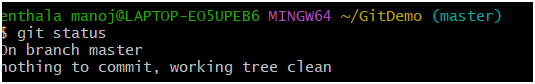 enthala manoj@LAPTOP-EO5UPEB6 MINGW64 ~/GitDemo (master)
$ git status
On branch master
nothing to commit, working tree clean